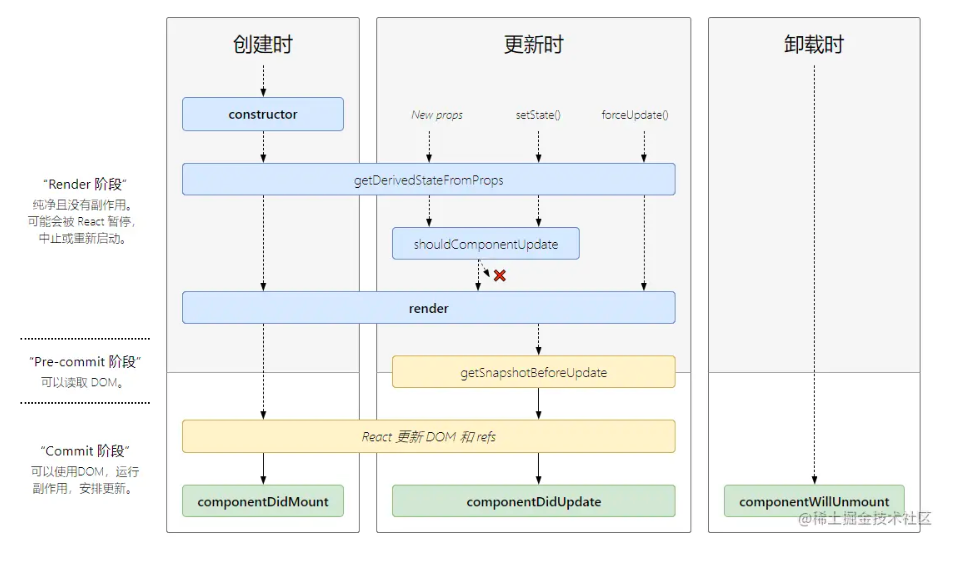 创建时
更新时
卸载时
constructor
New props
setState()
forceUpdate()
“Render 阶段”
纯净且没有副作用。
可能会被 React 暂停，
中止或重新启动。
getDerivedStateFromProps
shouldComponentUpdate
render
“Pre-commit 阶段”
可以读取 DOM。
getSnapshotBeforeUpdate
React 更新 DOM 和 refs
“Commit 阶段”
可以使用DOM，运行
副作用，安排更新。
componentDidMount
componentDidUpdate
componentWillUnmount
@稀土掘金技术社区